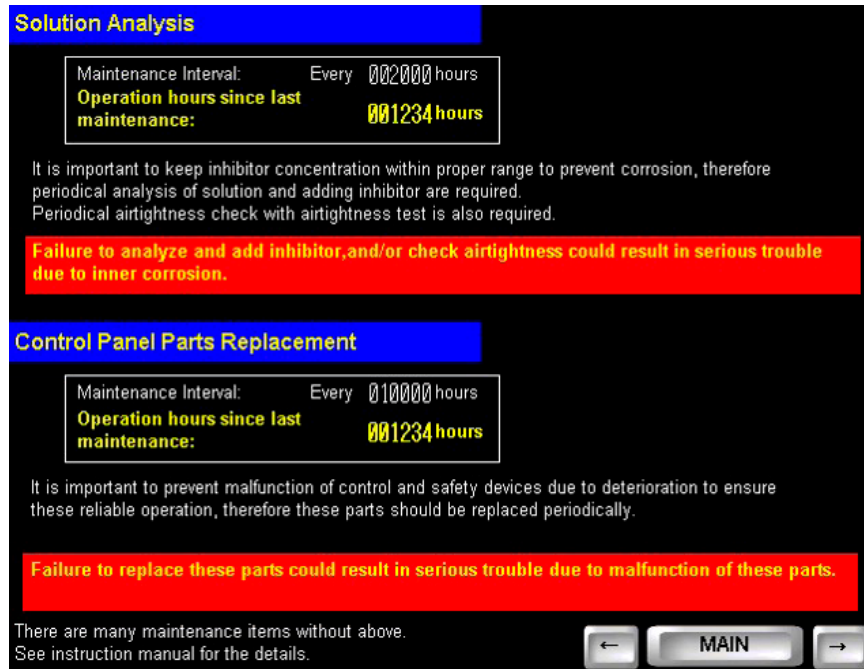 Solution Analysis
Maintenance Interval: Every 002000 hours
Operation hours since last
maintenance: 001234 hours
It is important to keep inhibitor concentration within proper range to prevent corrosion, therefore
periodical analysis of solution and adding inhibitor are required.
Periodical airtightness check with airtightness test is also required.
Failure to analyze and add inhibitor,and/or check airtightness could result in serious trouble
due to inner corrosion.
Control Panel Parts Replacement
Maintenance Interval: Every 010000 hours
Operation hours since last
maintenance: 001234 hours
It is important to prevent malfunction of control and safety devices due to deterioration to ensure
these reliable operation, therefore these parts should be replaced periodically.
Failure to replace these parts could result in serious trouble due to malfunction of these parts.
There are many maintenance items without above.
See instruction manual for the details.
← MAIN →